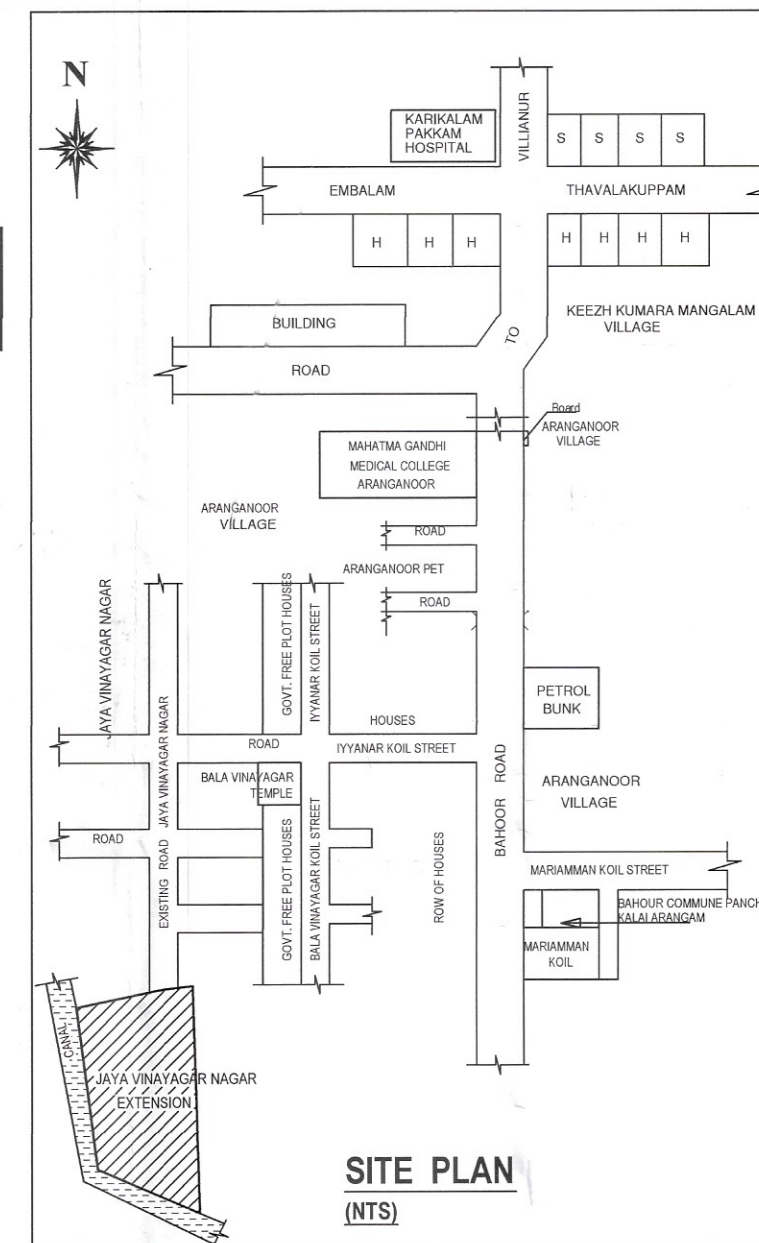 N
KARIKALAM
PAKKAM
HOSPITAL
VILLIANUR
S S S S
EMBALAM
THAVALAKUPPAM
H H H
H H H H
KEEZH KUMARA MANGALAM
VILLAGE
BUILDING
TO
ROAD
Board
ARANGANOOR
VILLAGE
MAHATMA GANDHI
MEDICAL COLLEGE
ARANGANOOR
ARANGANOOR
VILLAGE
ROAD
ARANGANOOR PET
ROAD
JAYA VINAYAGAR NAGAR
GOVT. FREE PLOT HOUSES
IYYANAR KOIL STREET
PETROL
BUNK
HOUSES
ROAD
IYYANAR KOIL STREET
EXISTING ROAD JAYA VINAYAGAR NAGAR
BALA VINAYAGAR
TEMPLE
BAHOOR ROAD
ARANGANOOR
VILLAGE
ROAD
GOVT. FREE PLOT HOUSES
BALA VINAYAGAR KOIL STREET
ROW OF HOUSES
MARIAMMAN KOIL STREET
BAHOUR COMMUNE PANCH
KALAI ARANGAM
MARIAMMAN
KOIL
CANAL
JAYA VINAYAGAR NAGAR
EXTENSION
SITE PLAN
(NTS)